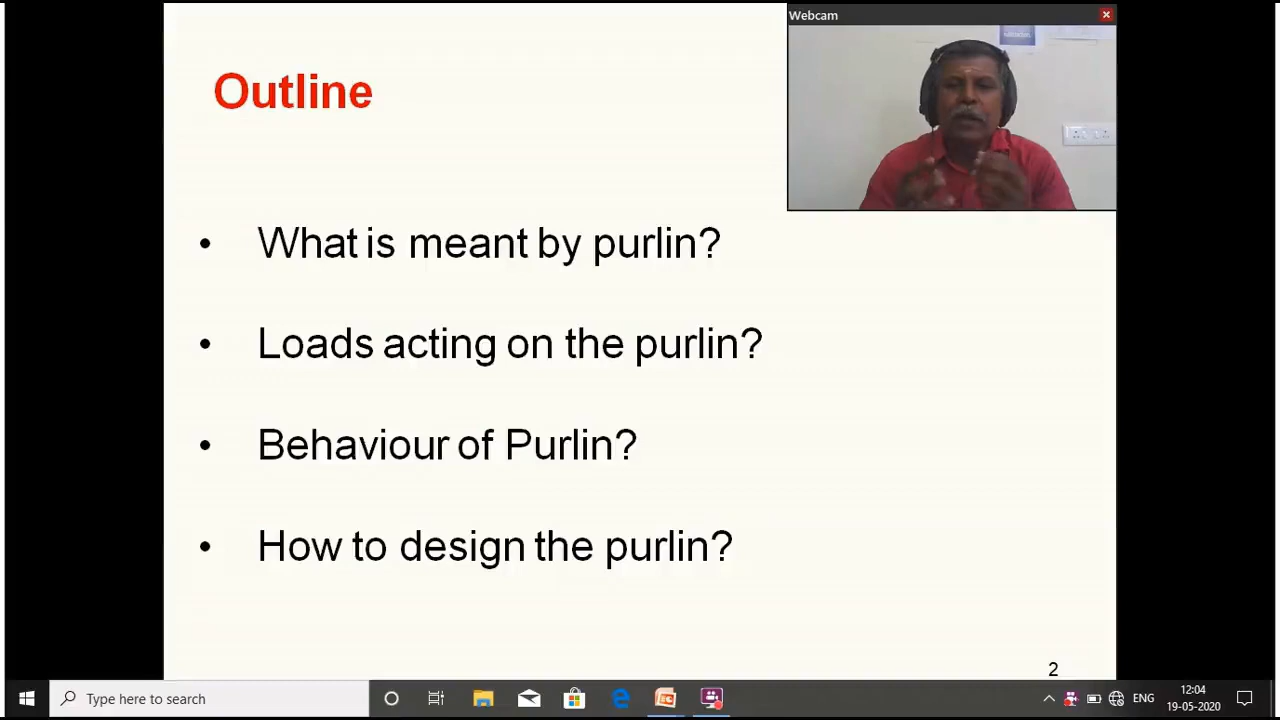 Webcam
Outline
• What is meant by purlin?
• Loads acting on the purlin?
• Behaviour of Purlin?
• How to design the purlin?
2
Type here to search
ENG
12:04
19-05-2020